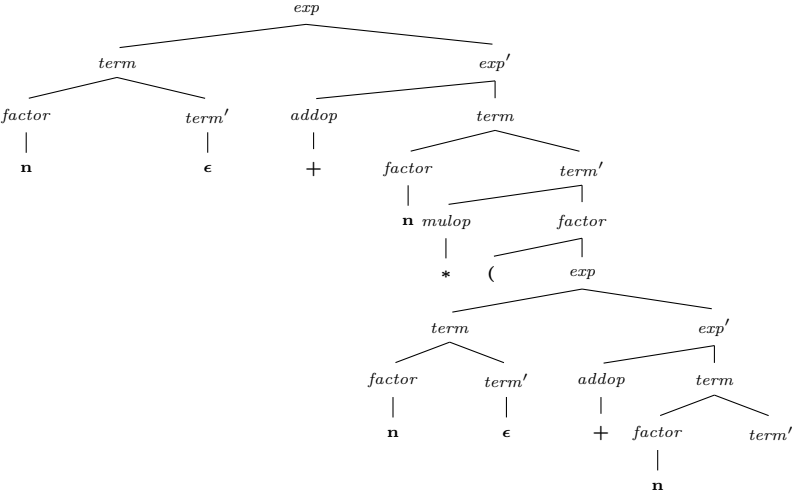 exp
term exp′
factor term′ addop term
n ϵ + factor term′
n mulop factor
∗ ( exp
term exp′
factor term′ addop term
n ϵ + factor term′
n